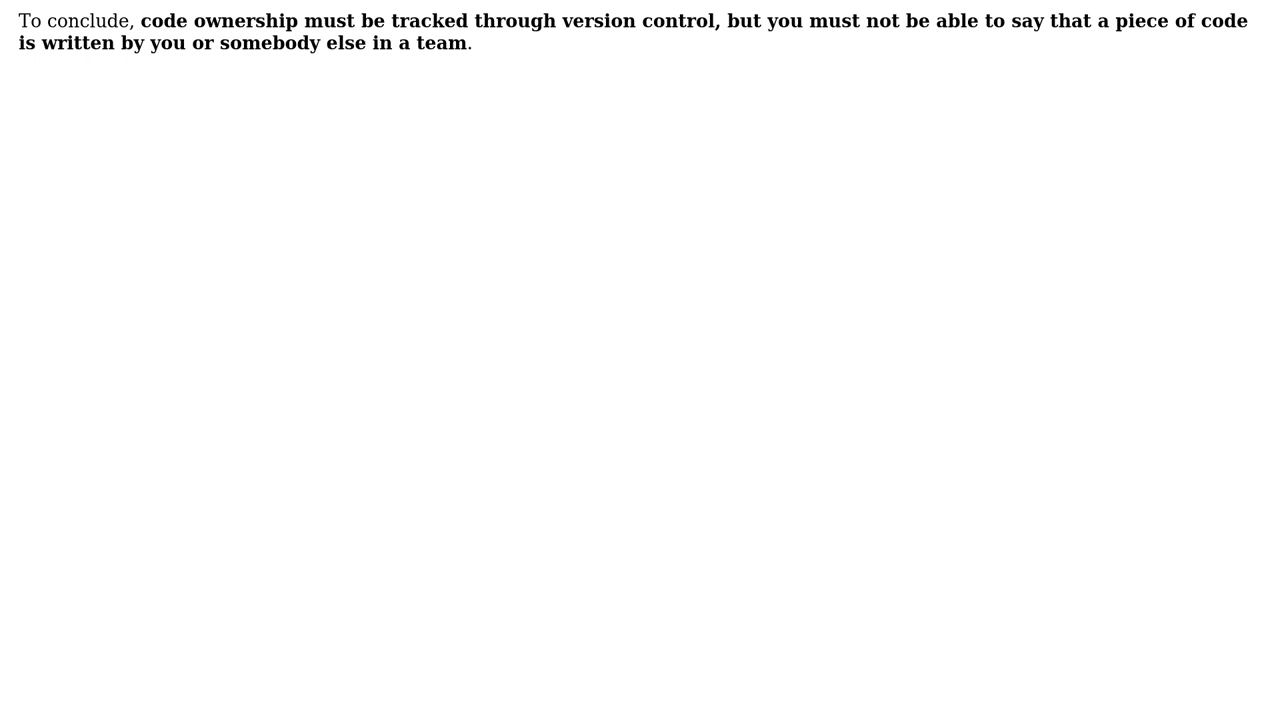 To conclude, code ownership must be tracked through version control, but you must not be able to say that a piece of code
is written by you or somebody else in a team.